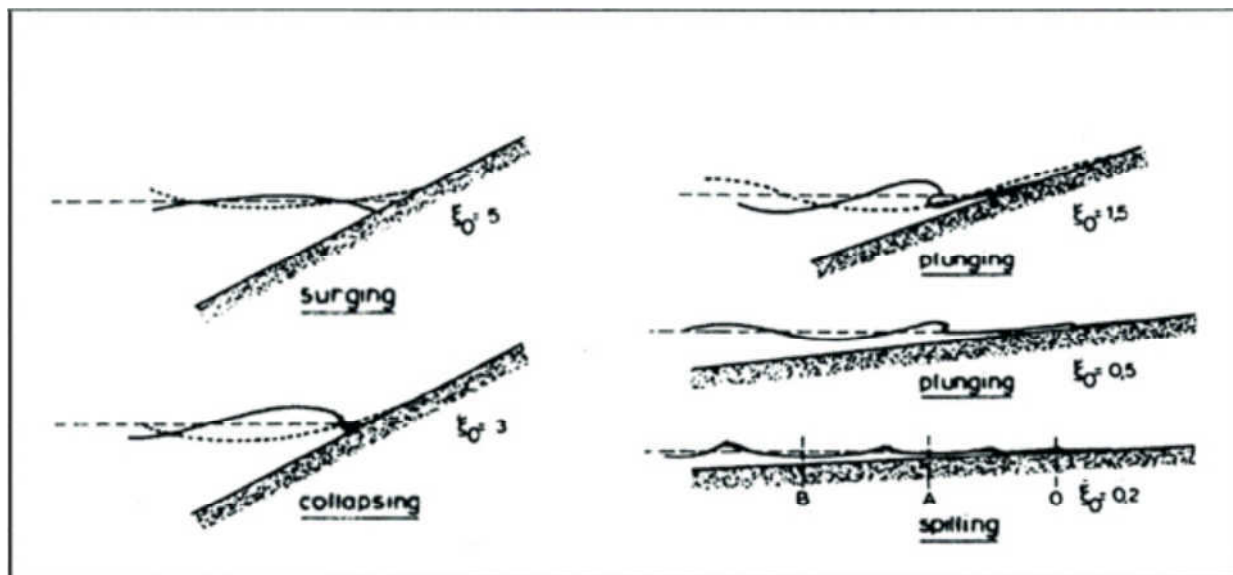 ξ₀= 5
surging
ξ₀= 3
collapsing
ξ₀= 1,5
plunging
ξ₀= 0,5
plunging
B A O
ξ₀= 0,2
spilling